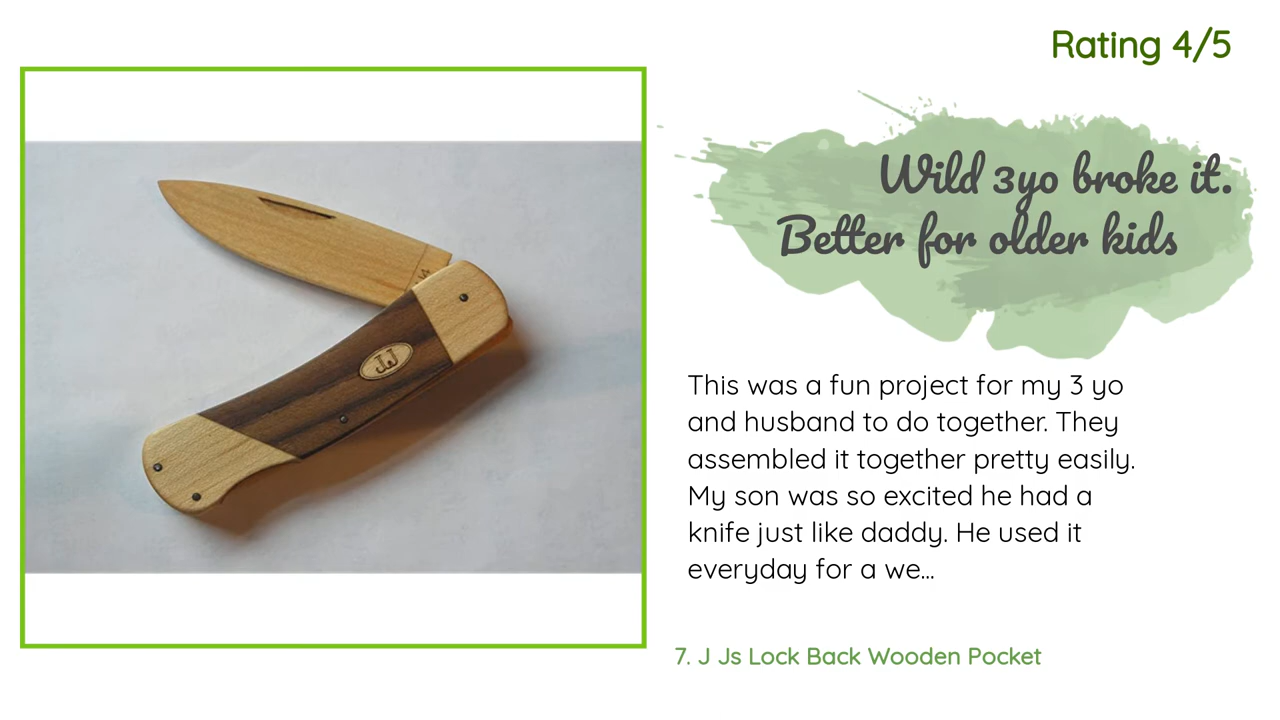 Rating 4/5
Wild 3yo broke it.
Better for older kids
JJ
This was a fun project for my 3 yo
and husband to do together. They
assembled it together pretty easily.
My son was so excited he had a
knife just like daddy. He used it
everyday for a we...
7. J Js Lock Back Wooden Pocket